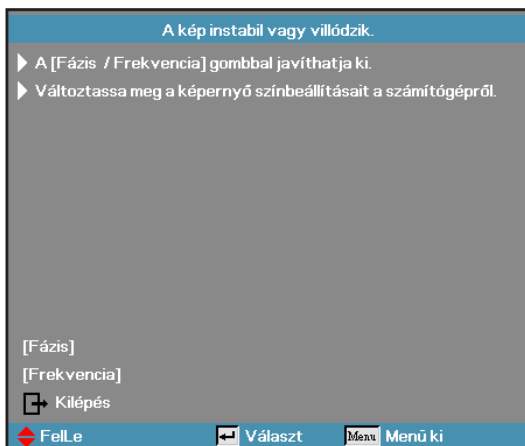 A kép instabil vagy villódzik.
A [Fázis / Frekvencia] gombbal javíthatja ki.
Változtassa meg a képernyő színbeállításait a számítógépről.
[Fázis]
[Frekvencia]
Kilépés
FelLe Választ Menu Menü ki